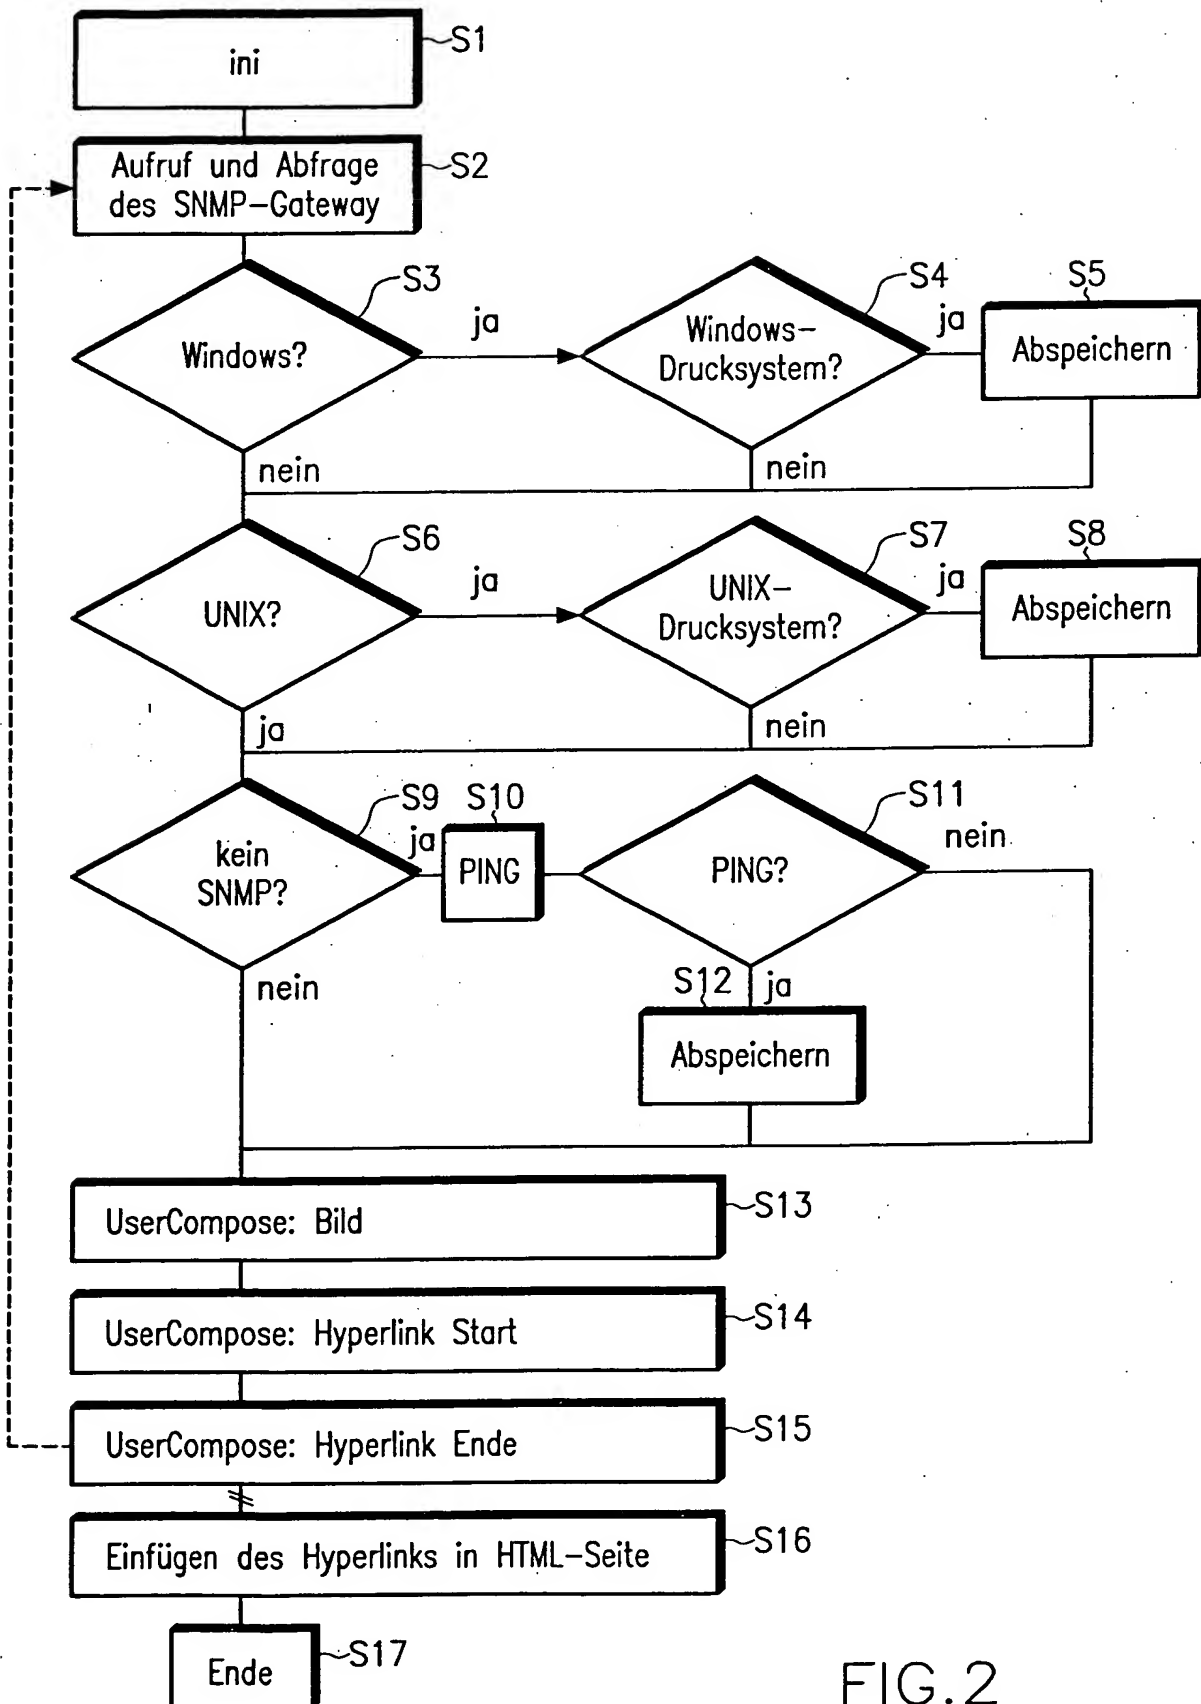 ini
S1
Aufruf und Abfrage
des SNMP-Gateway
S2
Windows?
S3
ja
nein
Windows-
Drucksystem?
S4
ja
nein
S5
Abspeichern
UNIX?
S6
ja
ja
UNIX-
Drucksystem?
S7
ja
nein
S8
Abspeichern
kein
SNMP?
S9
ja
nein
S10
PING
PING?
S11
nein
ja
S12
Abspeichern
UserCompose: Bild
S13
UserCompose: Hyperlink Start
S14
UserCompose: Hyperlink Ende
S15
Einfügen des Hyperlinks in HTML-Seite
S16
Ende
S17
FIG.2